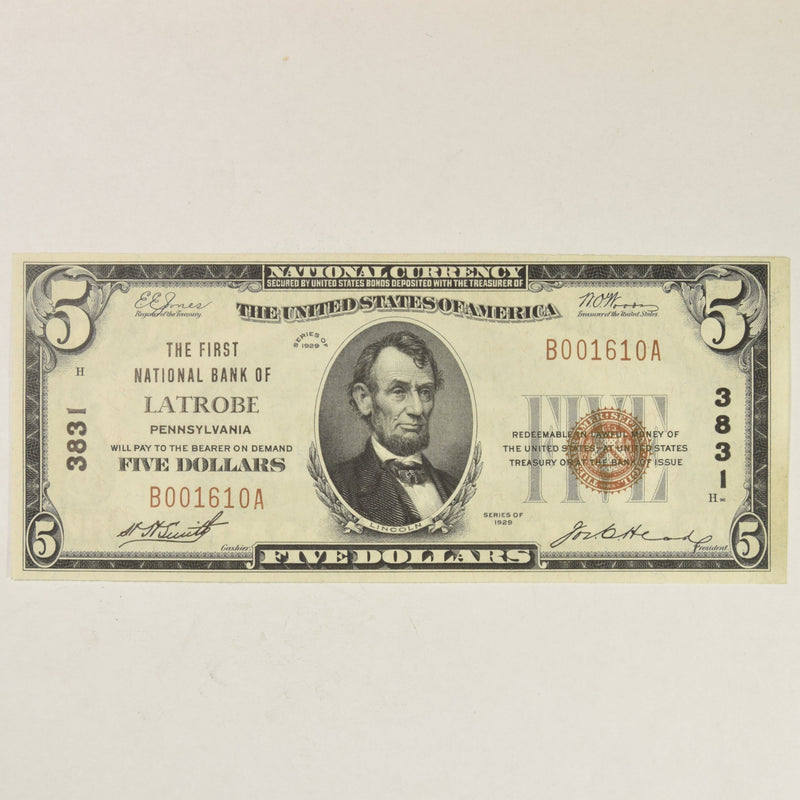 NATIONAL CURRENCY
SECURED BY UNITED STATES BONDS DEPOSITED WITH THE TREASURER OF
THE UNITED STATES OF AMERICA
5
5
E E Jones
Register of the Treasury.
W.O. Woods
Treasurer of the United States.
SERIES OF
1929
THE FIRST
NATIONAL BANK OF
LATROBE
PENNSYLVANIA
WILL PAY TO THE BEARER ON DEMAND
FIVE DOLLARS
B001610A
B001610A
H
3831
3831
FIVE
REDEEMABLE IN LAWFUL MONEY OF
THE UNITED STATES AT UNITED STATES
TREASURY OR AT THE BANK OF ISSUE
H
SERIES OF
1929
LINCOLN
Cashier.
President.
5
FIVE DOLLARS
5